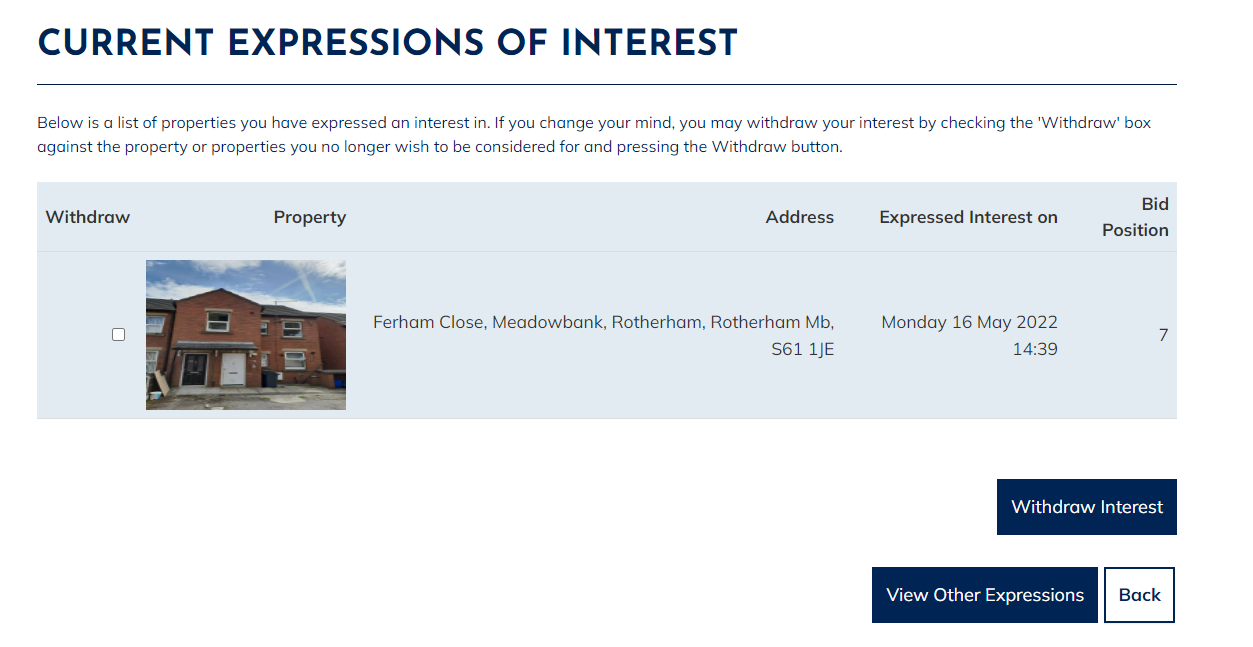 CURRENT EXPRESSIONS OF INTEREST
Below is a list of properties you have expressed an interest in. If you change your mind, you may withdraw your interest by checking the 'Withdraw' box
against the property or properties you no longer wish to be considered for and pressing the Withdraw button.
Withdraw Property Address Expressed Interest on Bid Position
Ferham Close, Meadowbank, Rotherham, Rotherham Mb,
S61 1JE
Monday 16 May 2022
14:39
7
Withdraw Interest
View Other Expressions Back